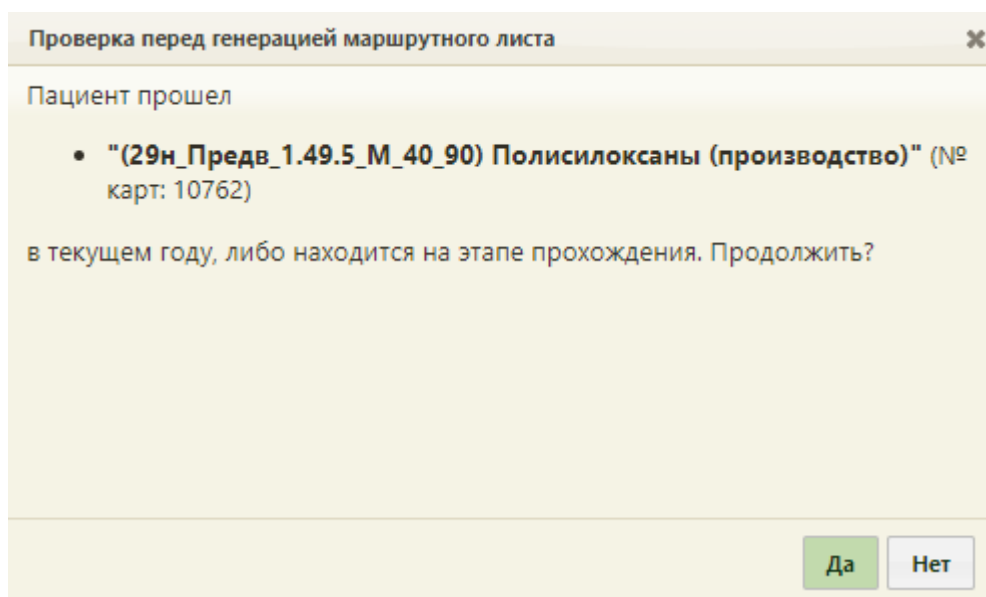 Проверка перед генерацией маршрутного листа
Пациент прошел
• "(29н_Предв_1.49.5_М_40_90) Полисилоксаны (производство)" (№
карт: 10762)
в текущем году, либо находится на этапе прохождения. Продолжить?
Да Нет